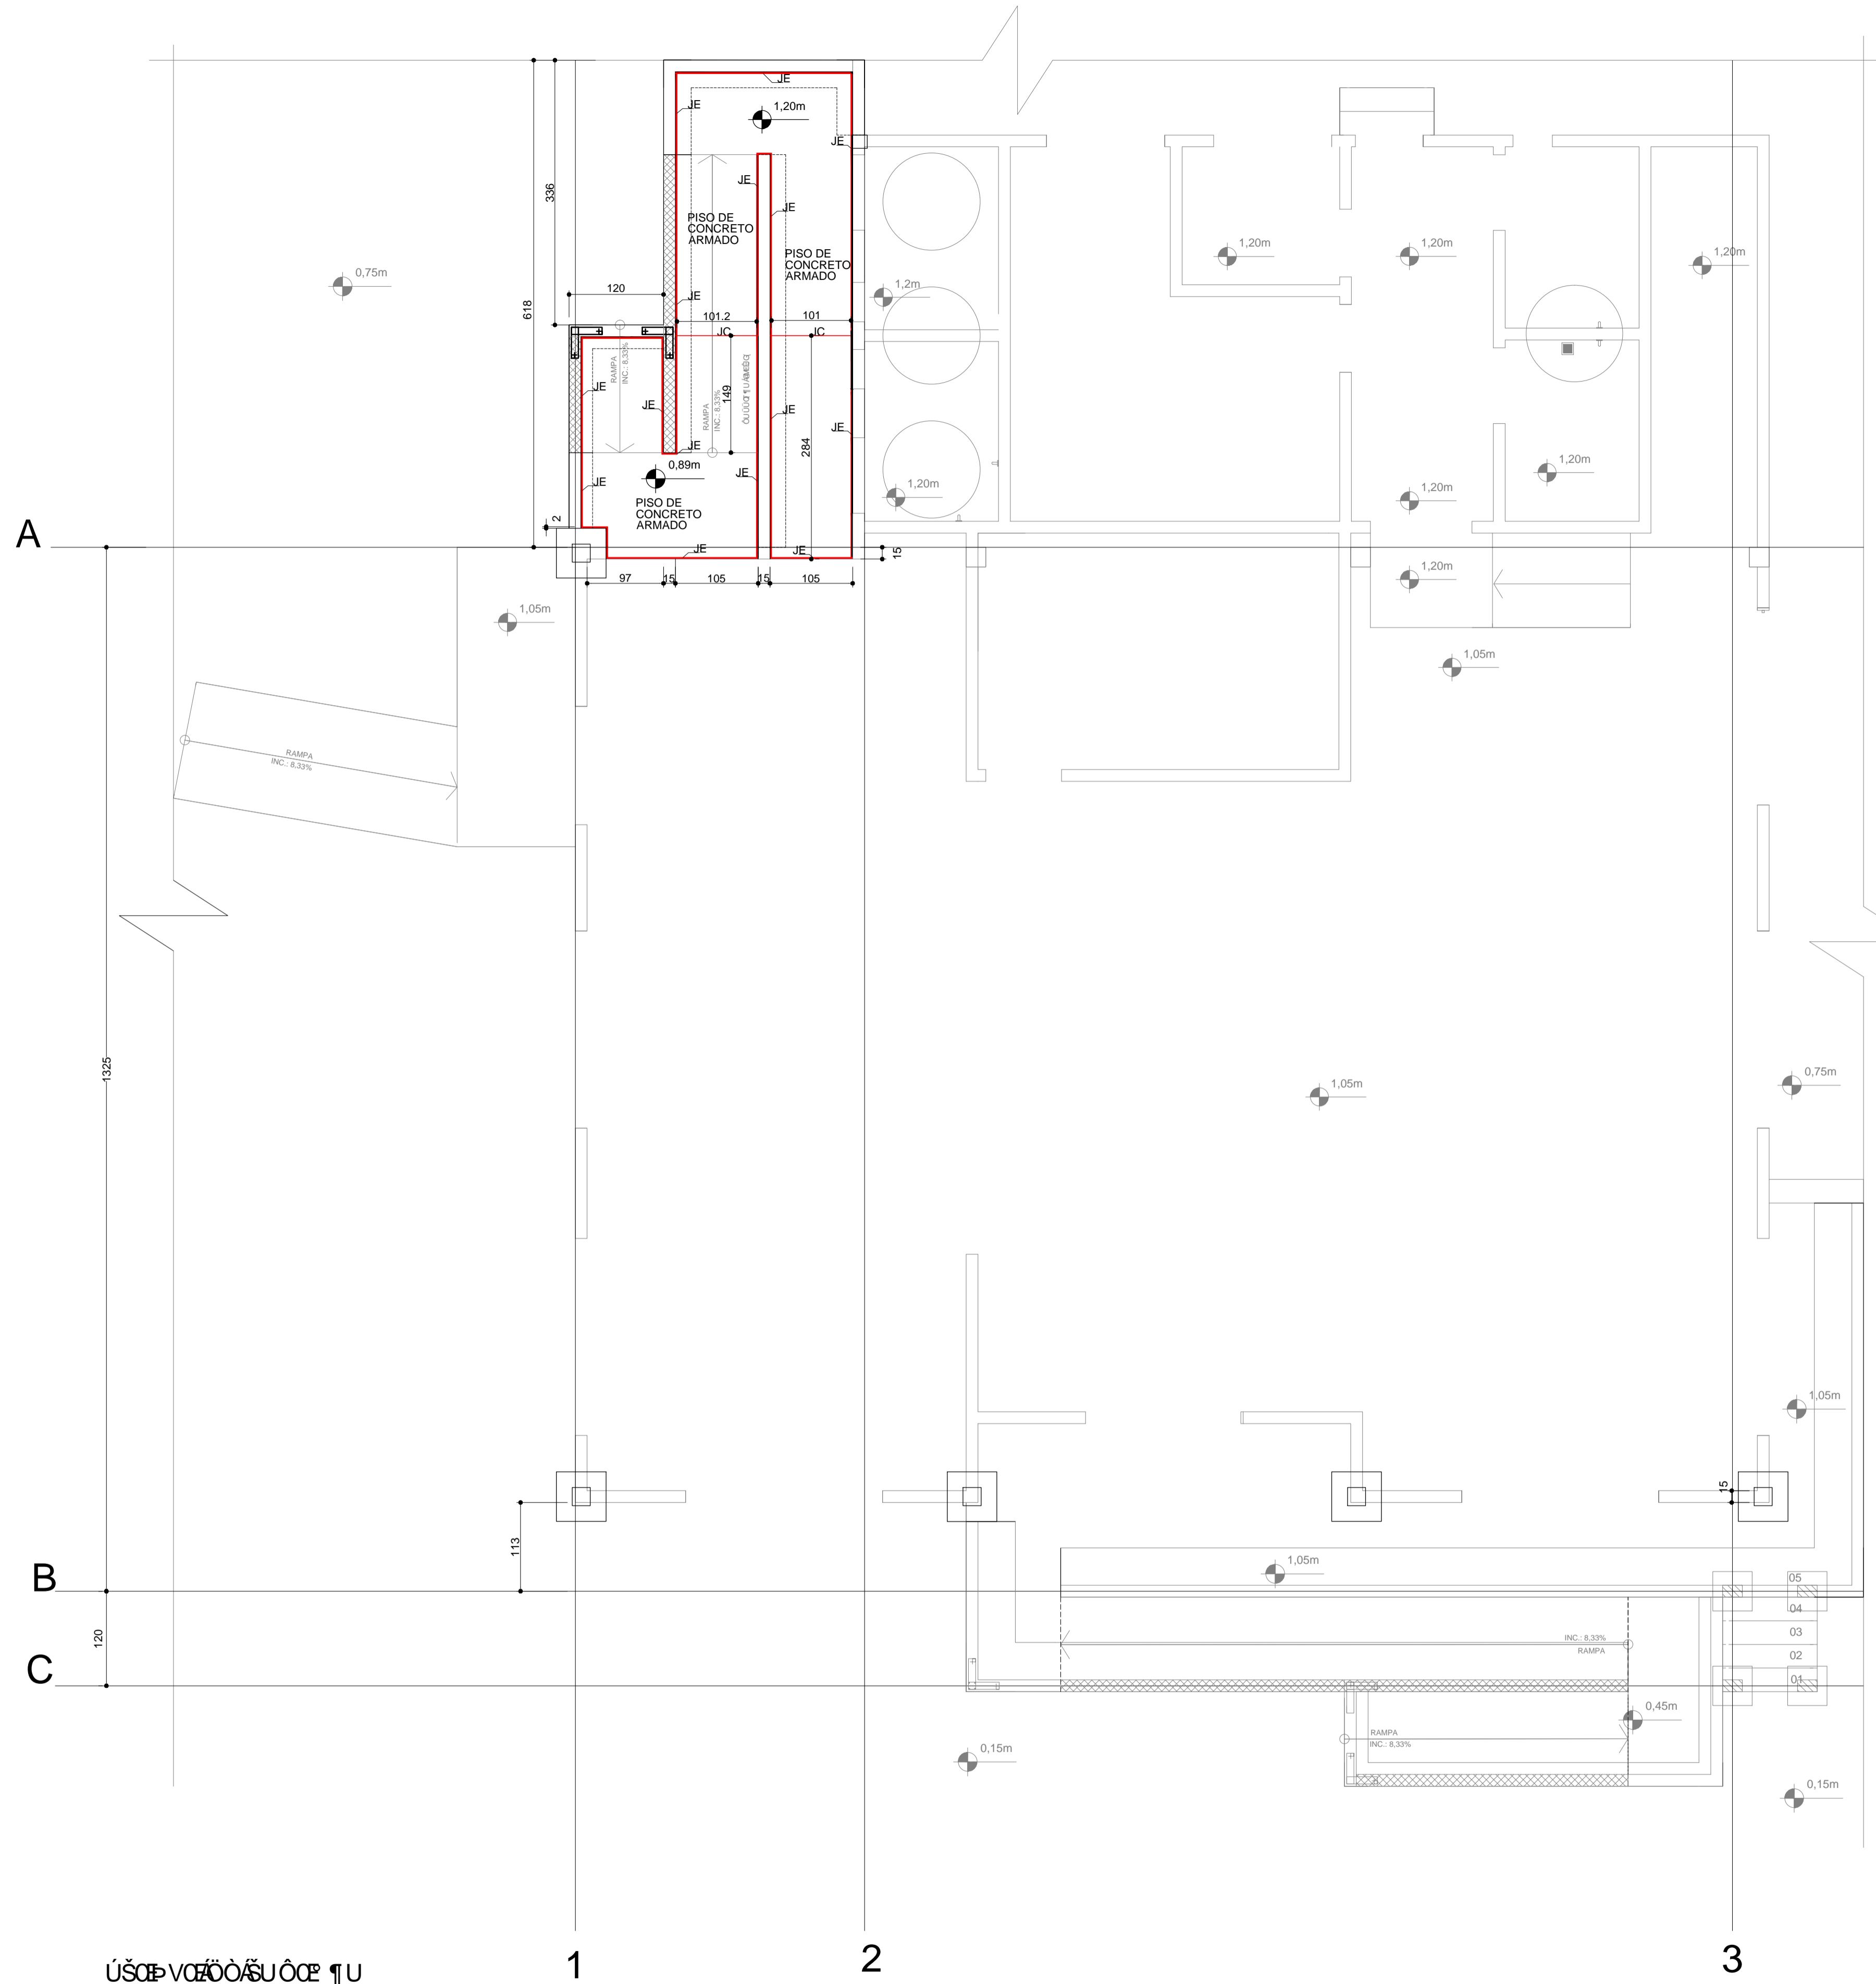 JE
JE
1,20m
JE
336
JE
JE
PISO DE
CONCRETO
ARMADO
PISO DE
CONCRETO
ARMADO
1,20m
1,20m
1,20m
0,75m
1,2m
120
JE
618
101.2
101
JC
JC
RAMPA
INC.: 8,33%
149
RAMPA
INC.: 8,33%
JE
JE
JE
JE
284
JE
0,89m
JE
JE
1,20m
1,20m
1,20m
PISO DE
CONCRETO
ARMADO
2
A
JE
JE
15
97
15
105
15
105
1,20m
1,05m
1,05m
RAMPA
INC.: 8,33%
1325
1,05m
0,75m
1,05m
15
113
1,05m
B
05
04
03
02
01
120
INC.: 8,33%
RAMPA
C
0,45m
RAMPA
INC.: 8,33%
0,15m
0,15m
1
2
3